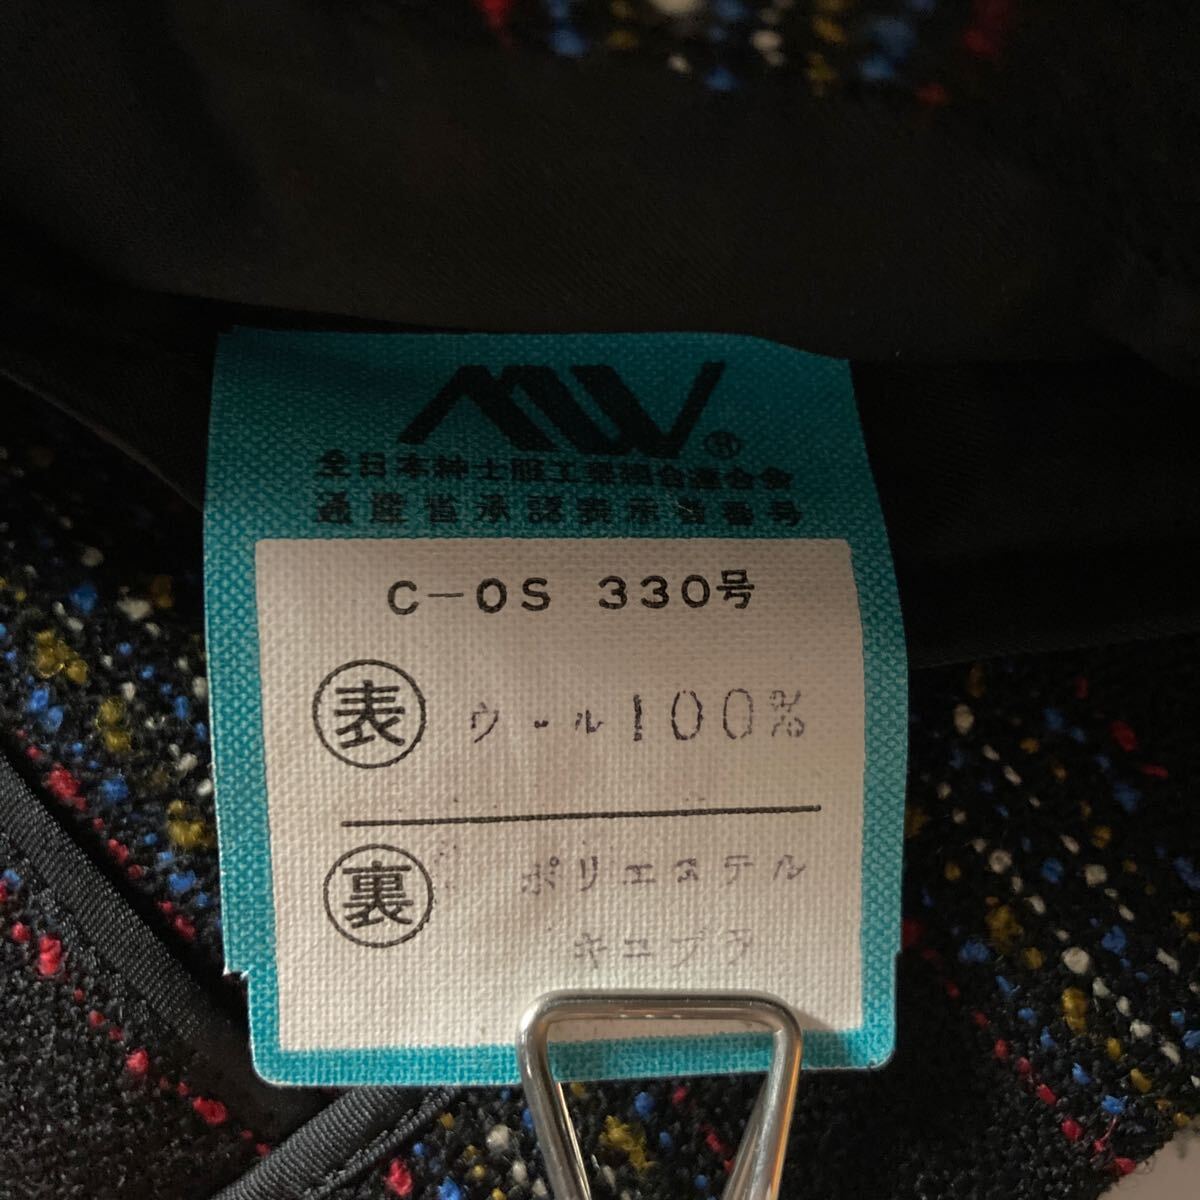 MW®
全日本紳士服工業組合連合会
通産省承認表示者番号
C-OS 330号
表 ウール100%
裏 ポリエステル
キュプラ